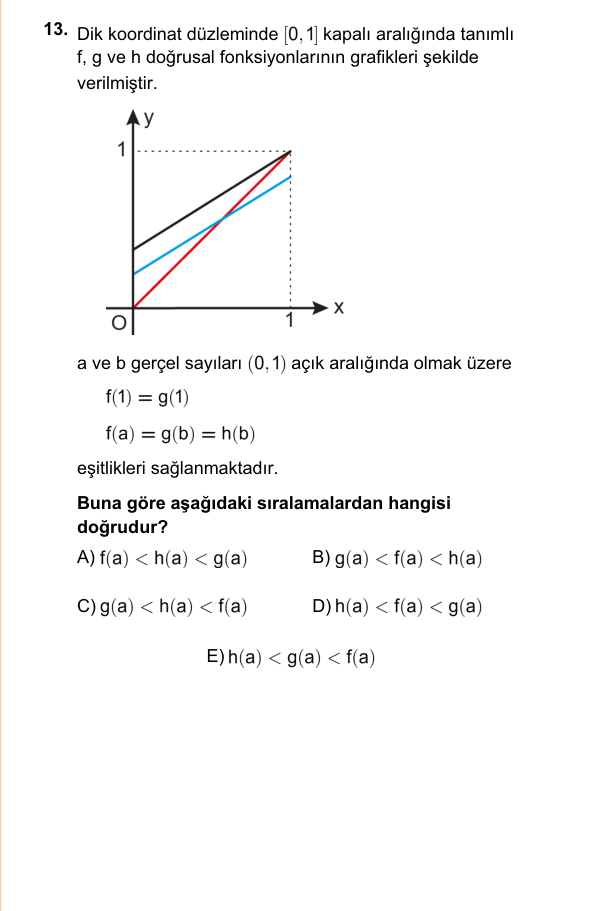 13. Dik koordinat düzleminde [0, 1] kapalı aralığında tanımlı
f, g ve h doğrusal fonksiyonlarının grafikleri şekilde
verilmiştir.
y
1
O
1
x
a ve b gerçel sayıları (0, 1) açık aralığında olmak üzere
f(1) = g(1)
f(a) = g(b) = h(b)
eşitlikleri sağlanmaktadır.
Buna göre aşağıdaki sıralamalardan hangisi
doğrudur?
A) f(a) < h(a) < g(a) B) g(a) < f(a) < h(a)
C) g(a) < h(a) < f(a) D) h(a) < f(a) < g(a)
E) h(a) < g(a) < f(a)